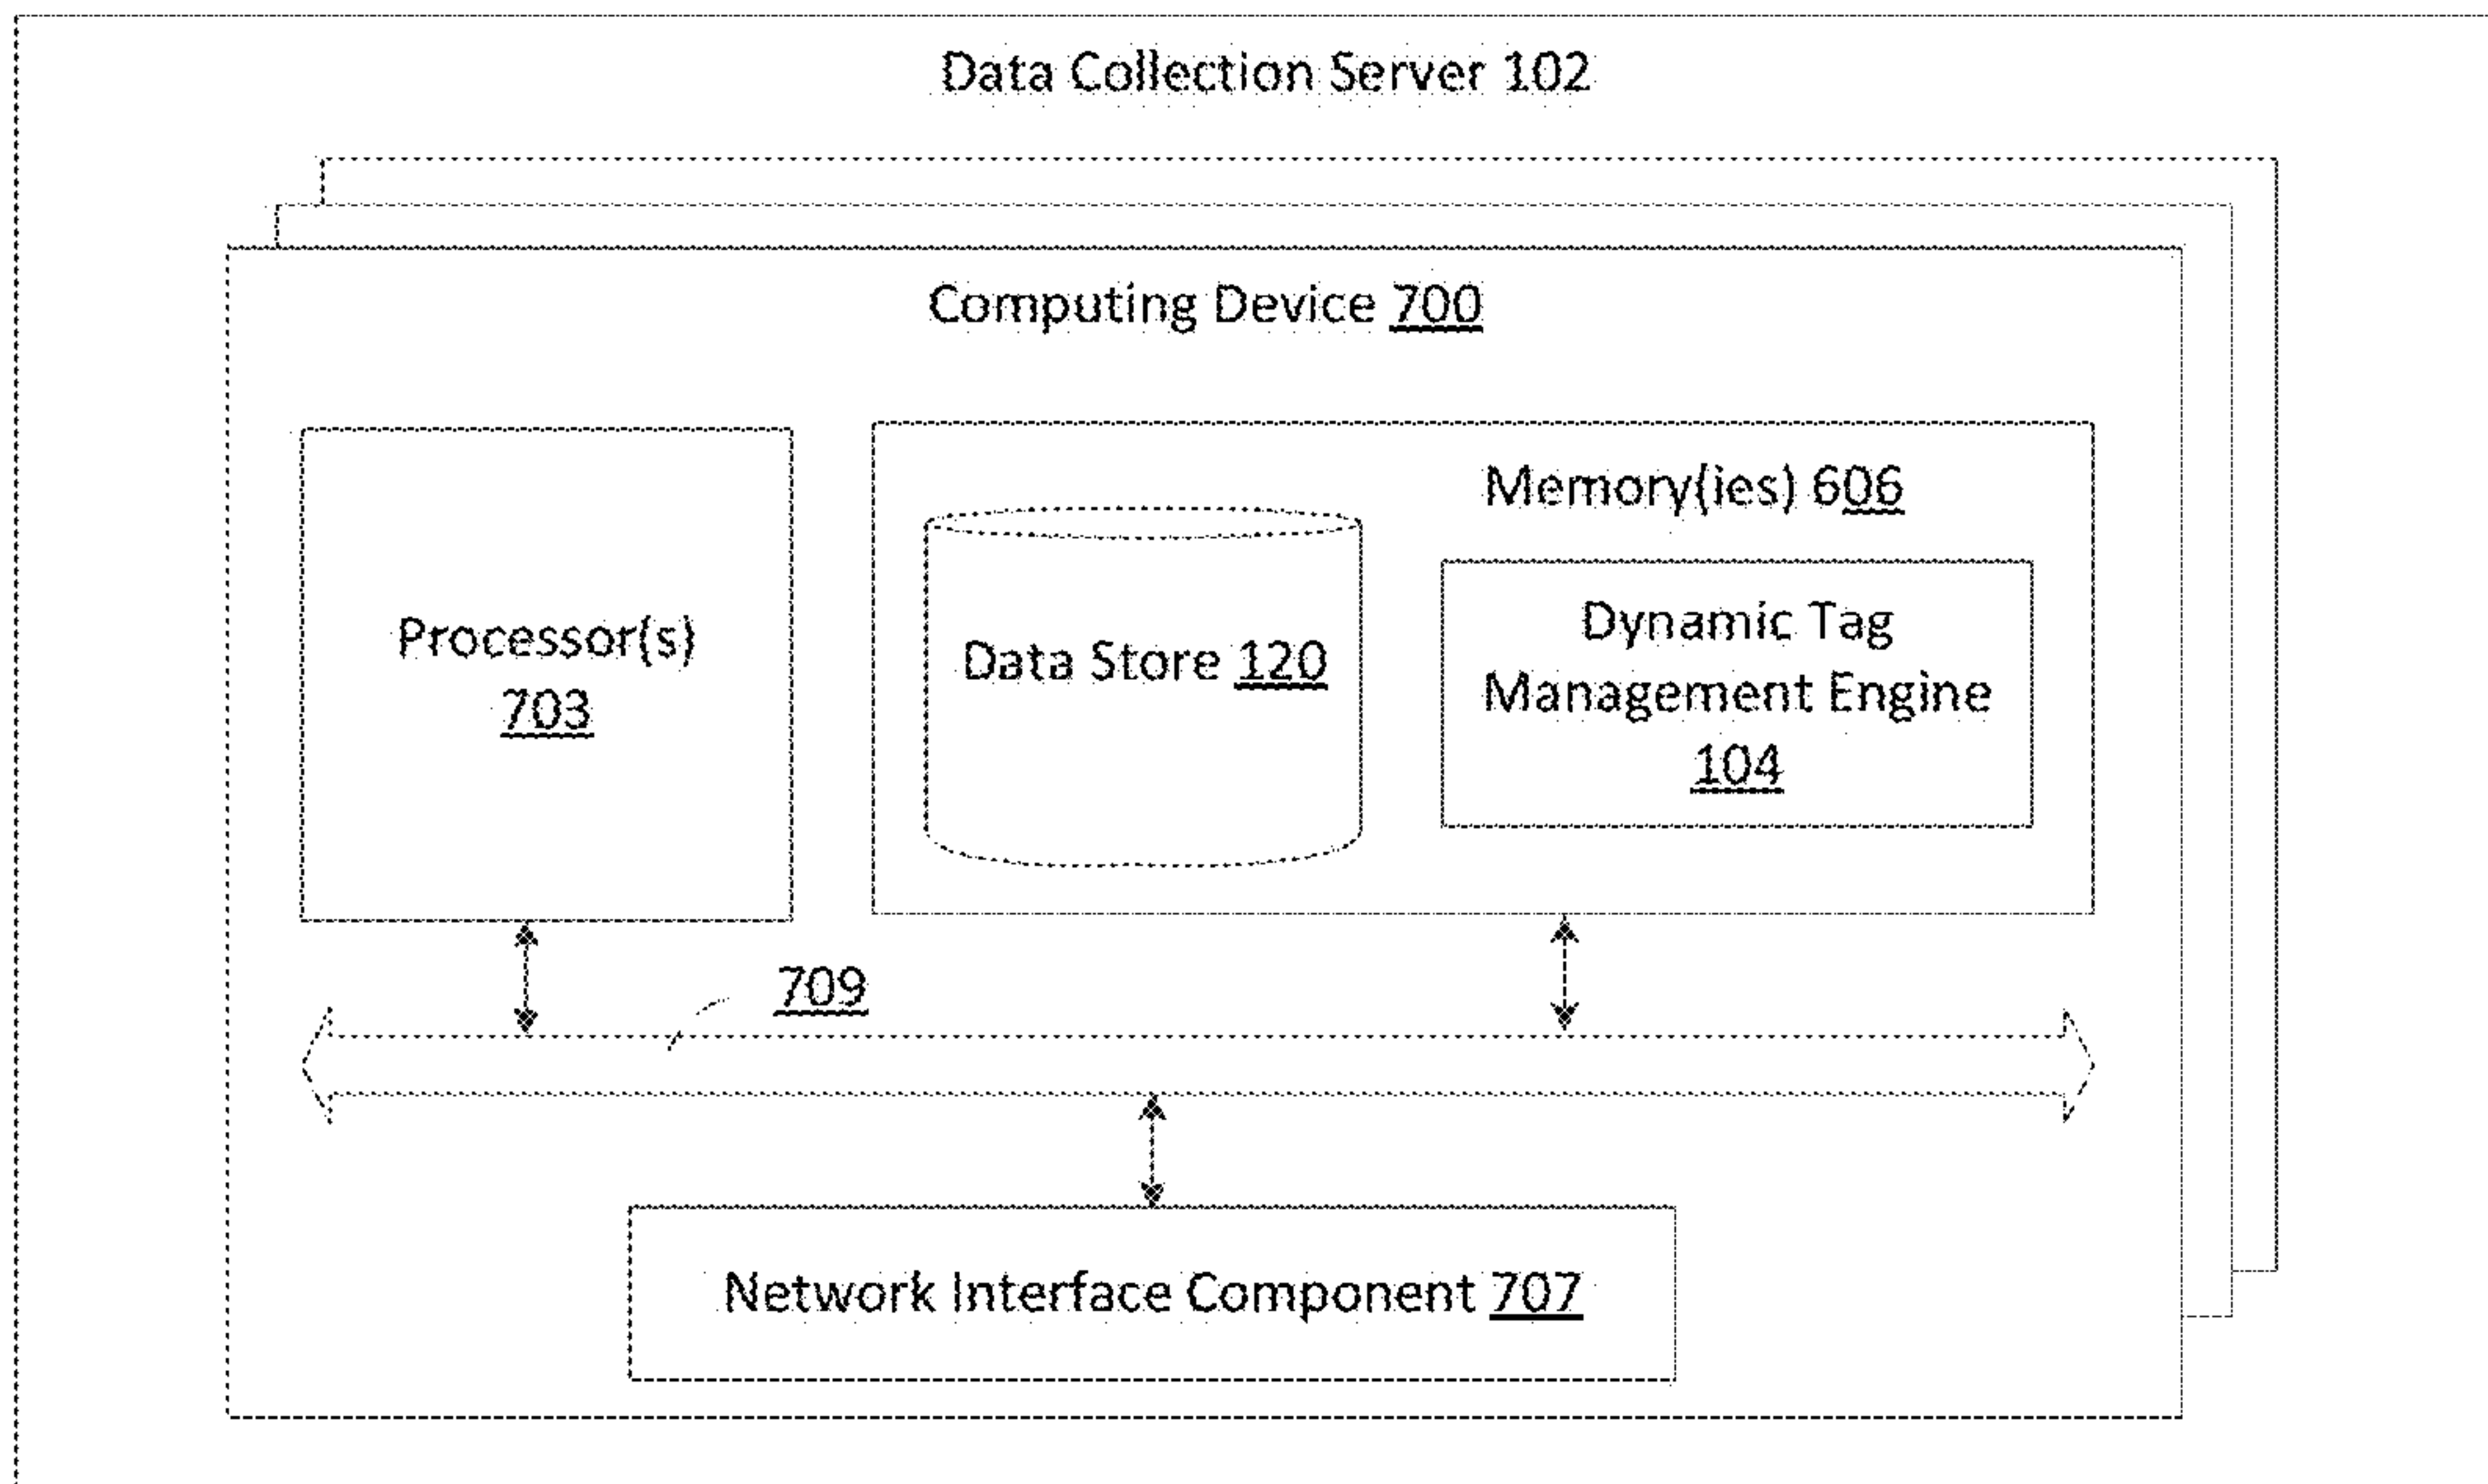 Data Collection Server 102
Computing Device 700
Memory(ies) 606
Processor(s)
703
Data Store 120
Dynamic Tag
Management Engine
104
709
Network Interface Component 707